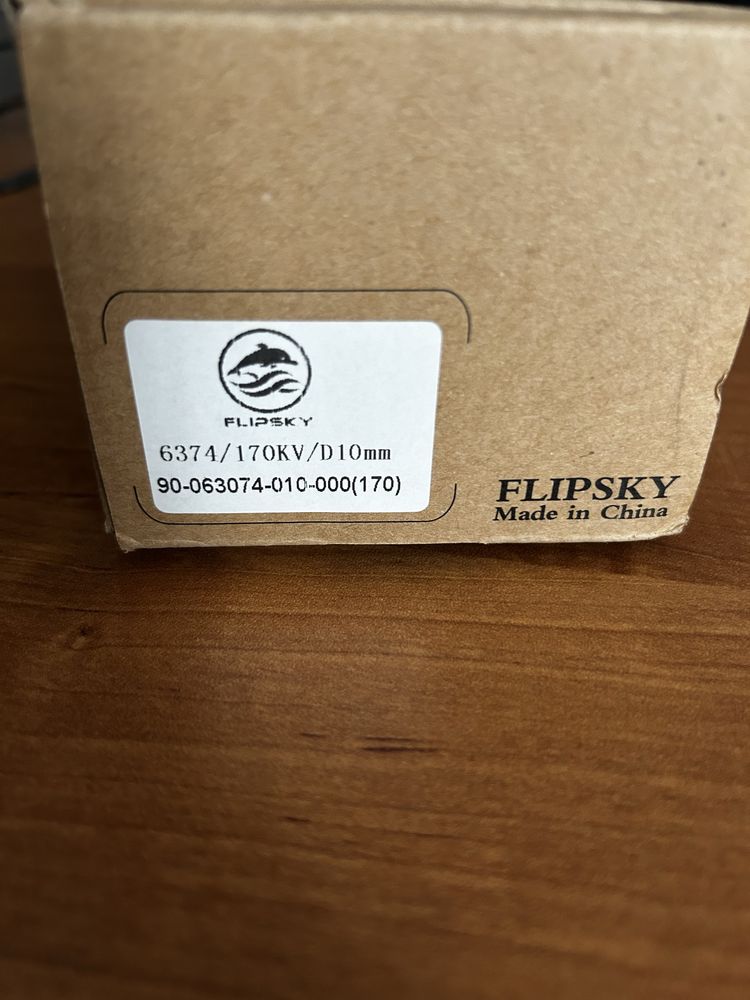 FLIPSKY
6374/170KV/D10mm
90-063074-010-000(170)
FLIPSKY
Made in China